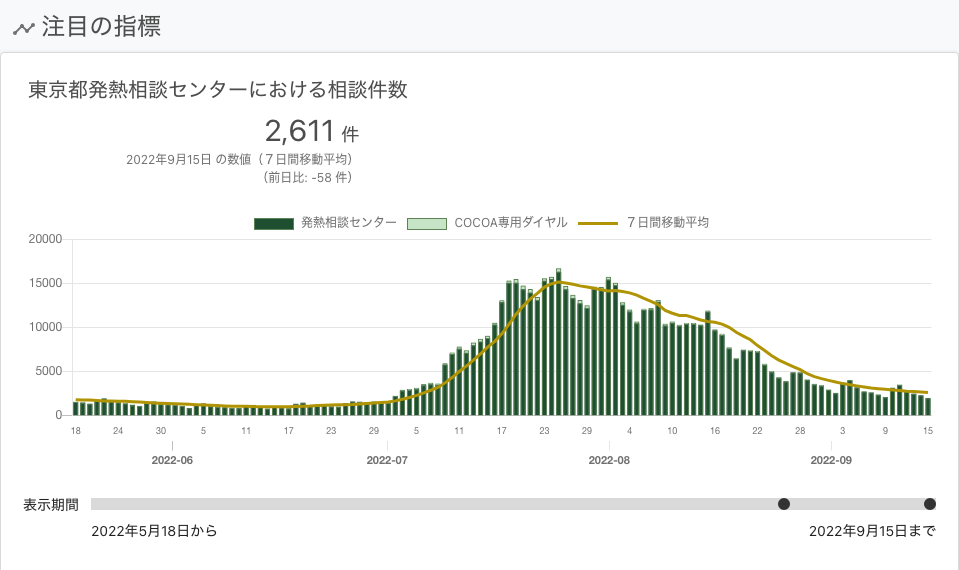 注目の指標
東京都発熱相談センターにおける相談件数
2,611 件
2022年9月15日 の数値（７日間移動平均）
（前日比: -58 件）
発熱相談センター COCOA専用ダイヤル ７日間移動平均
20000
15000
10000
5000
0
18 24 30 5 11 17 23 29 5 11 17 23 29 4 10 16 22 28 3 9 15
2022-06 2022-07 2022-08 2022-09
表示期間
2022年5月18日から 2022年9月15日まで